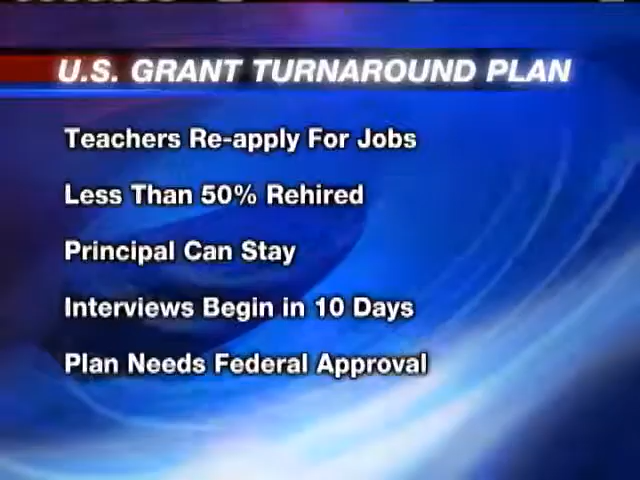 U.S. GRANT TURNAROUND PLAN
Teachers Re-apply For Jobs
Less Than 50% Rehired
Principal Can Stay
Interviews Begin in 10 Days
Plan Needs Federal Approval